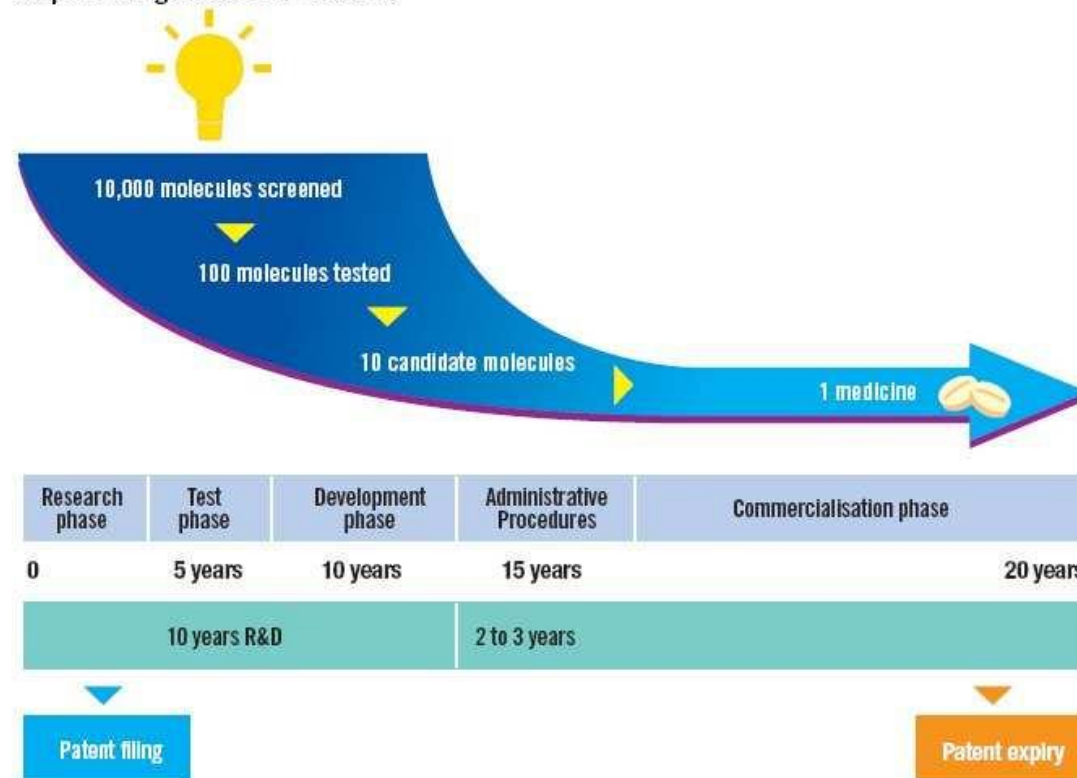 10,000 molecules screened
100 molecules tested
10 candidate molecules
1 medicine
Research
phase
Test
phase
Development
phase
Administrative
Procedures
Commercialisation phase
0
5 years
10 years
15 years
20 years
10 years R&D
2 to 3 years
Patent filing
Patent expiry